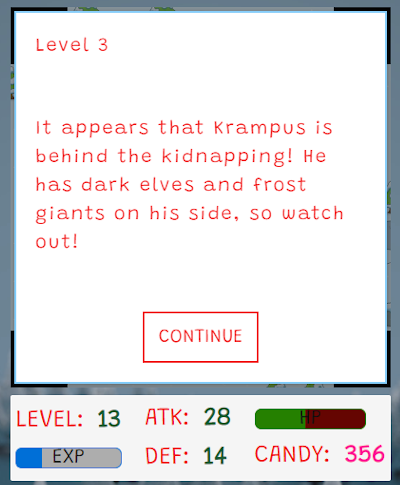 Level 3
It appears that Krampus is
behind the kidnapping! He
has dark elves and frost
giants on his side, so watch
out!
CONTINUE
LEVEL: 13 ATK: 28 HP
EXP DEF: 14 CANDY: 356